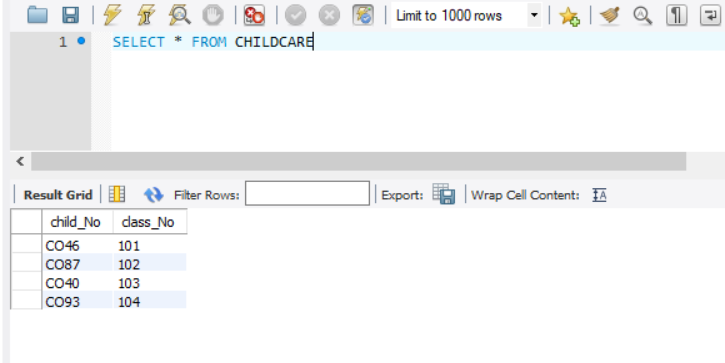 Limit to 1000 rows
1 SELECT * FROM CHILDCARE
Result Grid Filter Rows: Export: Wrap Cell Content: IA
child_No class_No
CO46 101
CO87 102
CO40 103
CO93 104